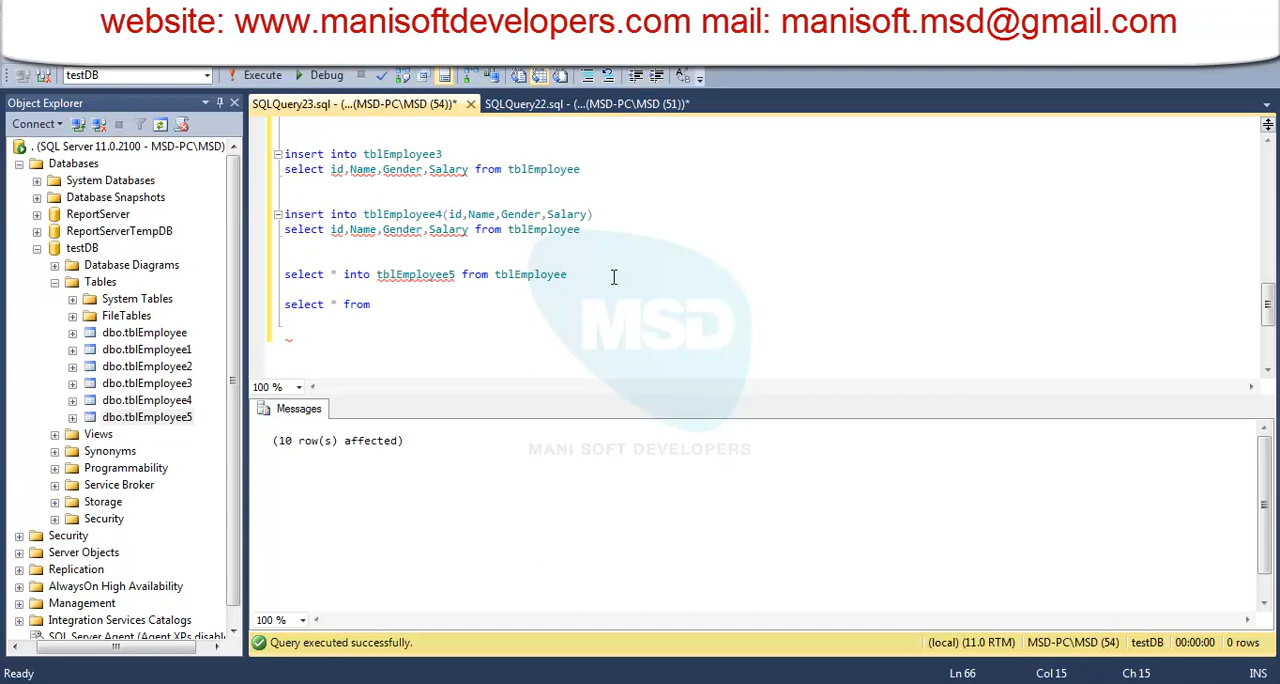 website: www.manisoftdevelopers.com mail: manisoft.msd@gmail.com
testDB
Execute
Debug
Object Explorer
SQLQuery23.sql - (...(MSD-PC\MSD (54))*
SQLQuery22.sql - (...(MSD-PC\MSD (51))*
Connect
. (SQL Server 11.0.2100 - MSD-PC\MSD)
Databases
System Databases
Database Snapshots
ReportServer
ReportServerTempDB
testDB
Database Diagrams
Tables
System Tables
FileTables
dbo.tblEmployee
dbo.tblEmployee1
dbo.tblEmployee2
dbo.tblEmployee3
dbo.tblEmployee4
dbo.tblEmployee5
Views
Synonyms
Programmability
Service Broker
Storage
Security
Security
Server Objects
Replication
AlwaysOn High Availability
Management
Integration Services Catalogs
SQL Server Agent (Agent XPs disabl
insert into tblEmployee3
select id,Name,Gender,Salary from tblEmployee
insert into tblEmployee4(id,Name,Gender,Salary)
select id,Name,Gender,Salary from tblEmployee
select * into tblEmployee5 from tblEmployee
select * from
MSD
MANI SOFT DEVELOPERS
100 %
Messages
(10 row(s) affected)
100 %
Query executed successfully.
(local) (11.0 RTM)
MSD-PC\MSD (54)
testDB
00:00:00
0 rows
Ready
Ln 66
Col 15
Ch 15
INS